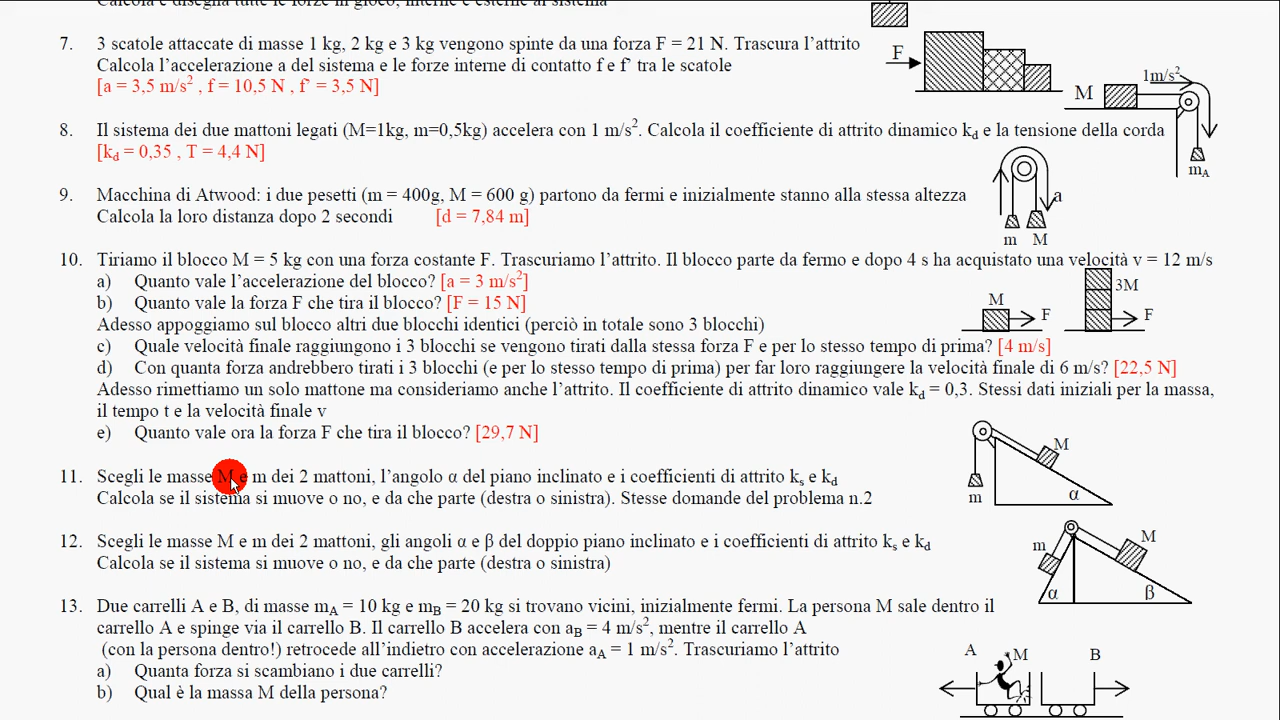 Calcola e disegna tutte le forze in gioco, interne e esterne al sistema
7. 3 scatole attaccate di masse 1 kg, 2 kg e 3 kg vengono spinte da una forza F = 21 N. Trascura l’attrito
Calcola l’accelerazione a del sistema e le forze interne di contatto f e f’ tra le scatole
[a = 3,5 m/s² , f = 10,5 N , f’ = 3,5 N]
F
1m/s²
M
mA
8. Il sistema dei due mattoni legati (M=1kg, m=0,5kg) accelera con 1 m/s². Calcola il coefficiente di attrito dinamico kd e la tensione della corda
[kd = 0,35 , T = 4,4 N]
9. Macchina di Atwood: i due pesetti (m = 400g, M = 600 g) partono da fermi e inizialmente stanno alla stessa altezza
Calcola la loro distanza dopo 2 secondi [d = 7,84 m]
a
m M
10. Tiriamo il blocco M = 5 kg con una forza costante F. Trascuriamo l’attrito. Il blocco parte da fermo e dopo 4 s ha acquistato una velocità v = 12 m/s
a) Quanto vale l’accelerazione del blocco? [a = 3 m/s²]
b) Quanto vale la forza F che tira il blocco? [F = 15 N]
M F 3M F
Adesso appoggiamo sul blocco altri due blocchi identici (perciò in totale sono 3 blocchi)
c) Quale velocità finale raggiungono i 3 blocchi se vengono tirati dalla stessa forza F e per lo stesso tempo di prima? [4 m/s]
d) Con quanta forza andrebbero tirati i 3 blocchi (e per lo stesso tempo di prima) per far loro raggiungere la velocità finale di 6 m/s? [22,5 N]
Adesso rimettiamo un solo mattone ma consideriamo anche l’attrito. Il coefficiente di attrito dinamico vale kd = 0,3. Stessi dati iniziali per la massa,
il tempo t e la velocità finale v
e) Quanto vale ora la forza F che tira il blocco? [29,7 N]
11. Scegli le masse M e m dei 2 mattoni, l’angolo α del piano inclinato e i coefficienti di attrito ks e kd
Calcola se il sistema si muove o no, e da che parte (destra o sinistra). Stesse domande del problema n.2
M
m α
12. Scegli le masse M e m dei 2 mattoni, gli angoli α e β del doppio piano inclinato e i coefficienti di attrito ks e kd
Calcola se il sistema si muove o no, e da che parte (destra o sinistra)
m M
α β
13. Due carrelli A e B, di masse mA = 10 kg e mB = 20 kg si trovano vicini, inizialmente fermi. La persona M sale dentro il
carrello A e spinge via il carrello B. Il carrello B accelera con aB = 4 m/s², mentre il carrello A
(con la persona dentro!) retrocede all’indietro con accelerazione aA = 1 m/s². Trascuriamo l’attrito
a) Quanta forza si scambiano i due carrelli?
b) Qual è la massa M della persona?
A M B